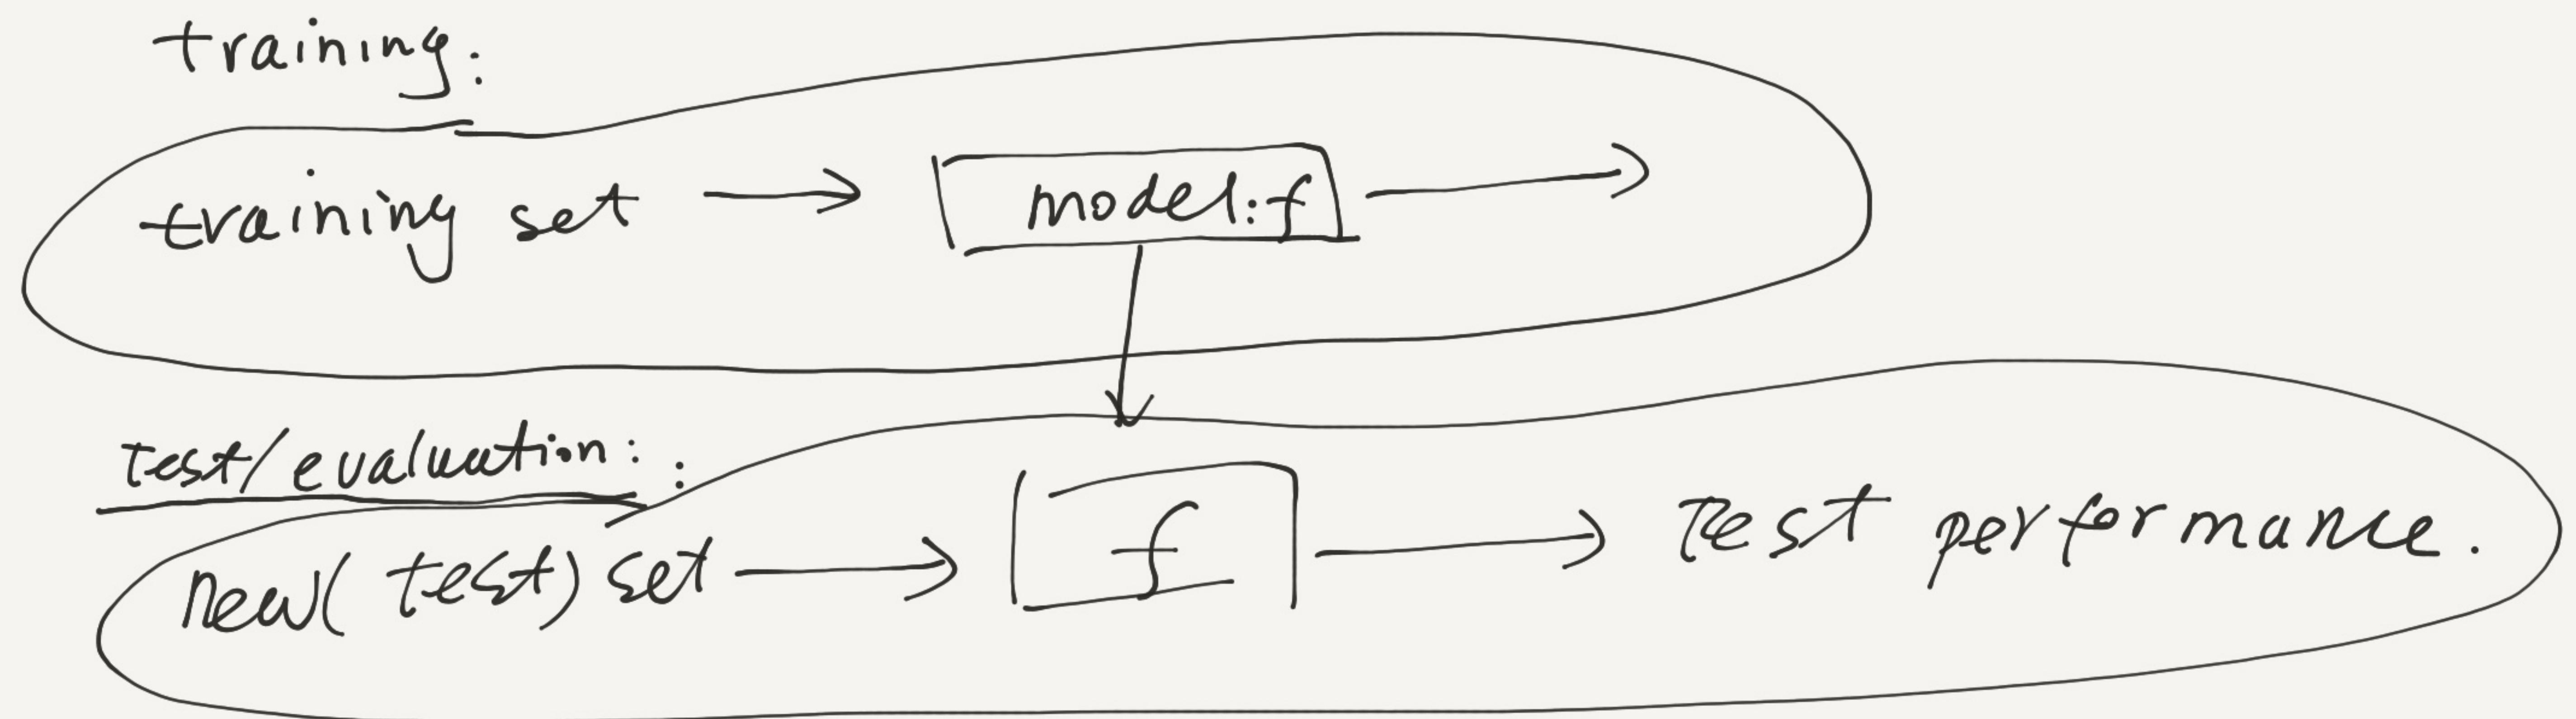 training:
training set → model:f →
test/evaluation: :
new(test) set → f → Test performance.